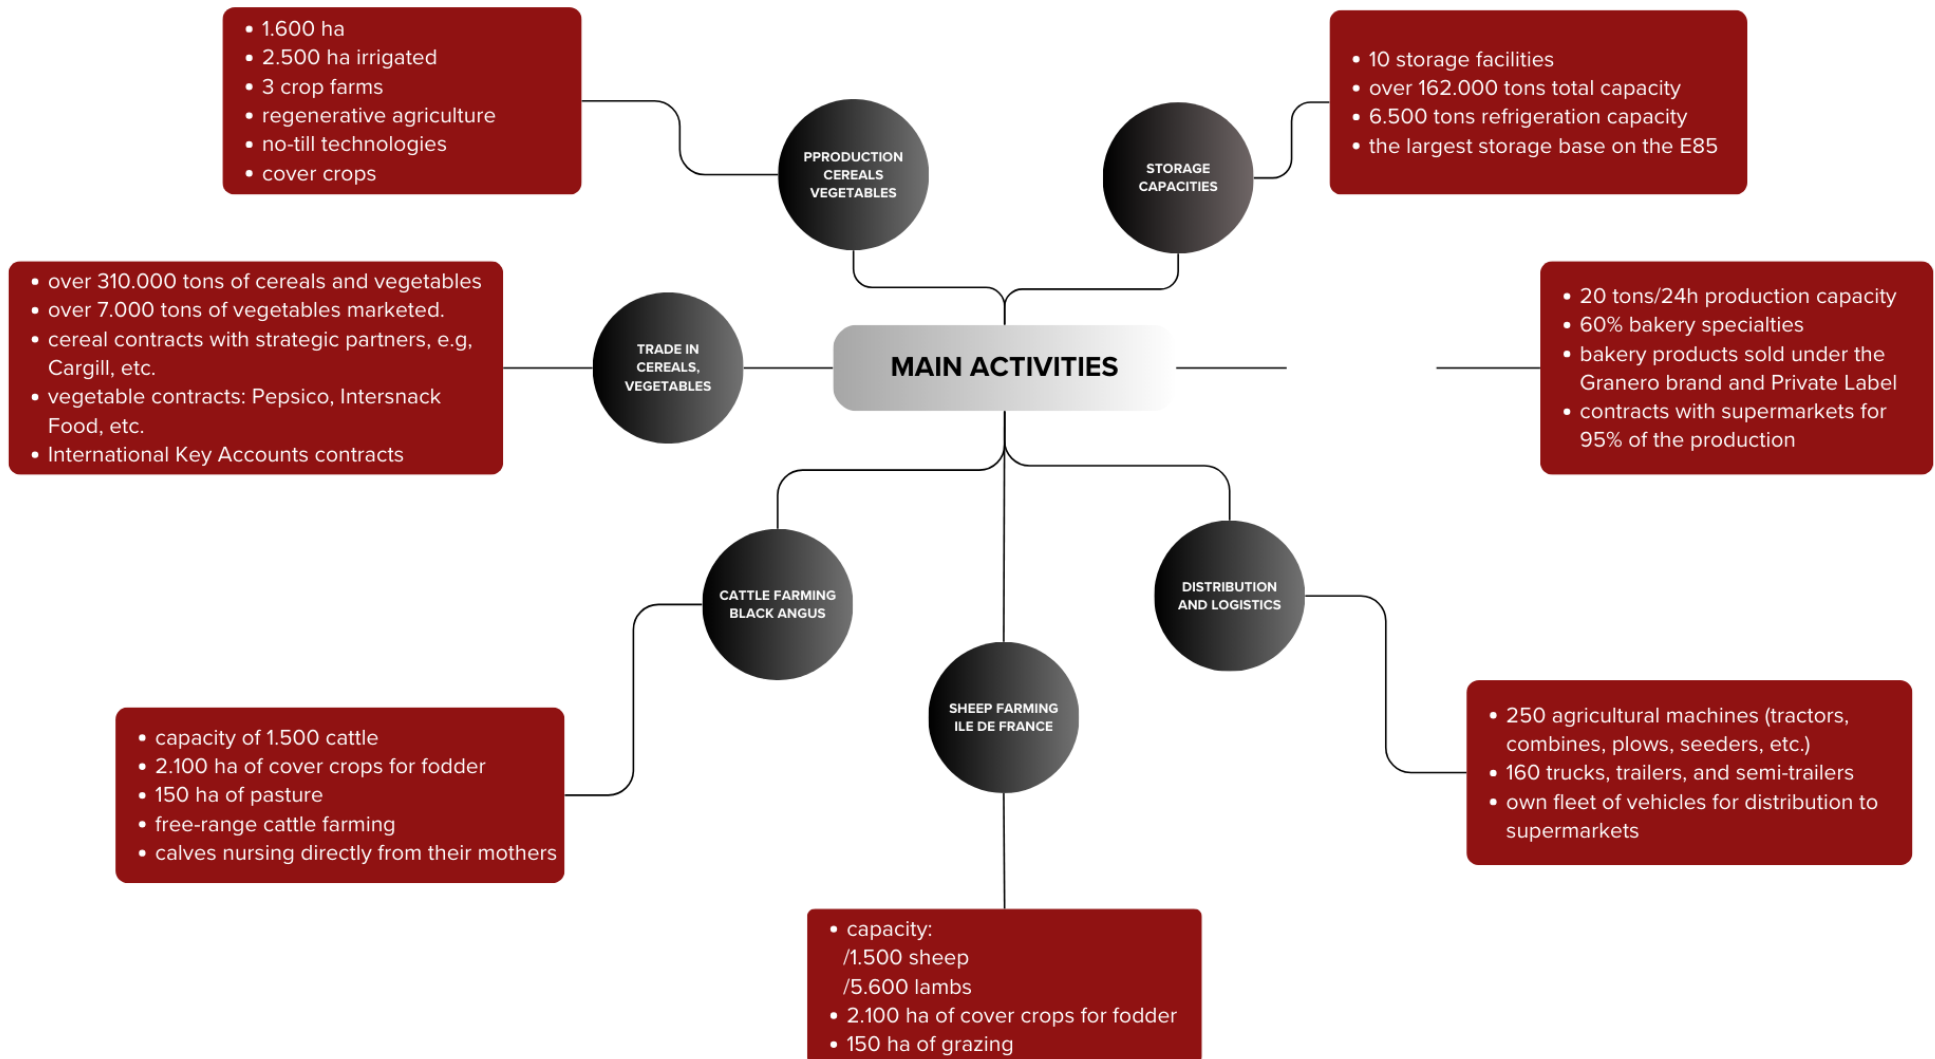 • 1.600 ha
• 2.500 ha irrigated
• 3 crop farms
• regenerative agriculture
• no-till technologies
• cover crops
PPRODUCTION
CEREALS
VEGETABLES
STORAGE
CAPACITIES
• 10 storage facilities
• over 162.000 tons total capacity
• 6.500 tons refrigeration capacity
• the largest storage base on the E85
• over 310.000 tons of cereals and vegetables
• over 7.000 tons of vegetables marketed.
• cereal contracts with strategic partners, e.g,
Cargill, etc.
• vegetable contracts: Pepsico, Intersnack
Food, etc.
• International Key Accounts contracts
TRADE IN
CEREALS,
VEGETABLES
MAIN ACTIVITIES
• 20 tons/24h production capacity
• 60% bakery specialties
• bakery products sold under the
Granero brand and Private Label
• contracts with supermarkets for
95% of the production
CATTLE FARMING
BLACK ANGUS
DISTRIBUTION
AND LOGISTICS
SHEEP FARMING
ILE DE FRANCE
• capacity of 1.500 cattle
• 2.100 ha of cover crops for fodder
• 150 ha of pasture
• free-range cattle farming
• calves nursing directly from their mothers
• 250 agricultural machines (tractors,
combines, plows, seeders, etc.)
• 160 trucks, trailers, and semi-trailers
• own fleet of vehicles for distribution to
supermarkets
• capacity:
/1.500 sheep
/5.600 lambs
• 2.100 ha of cover crops for fodder
• 150 ha of grazing